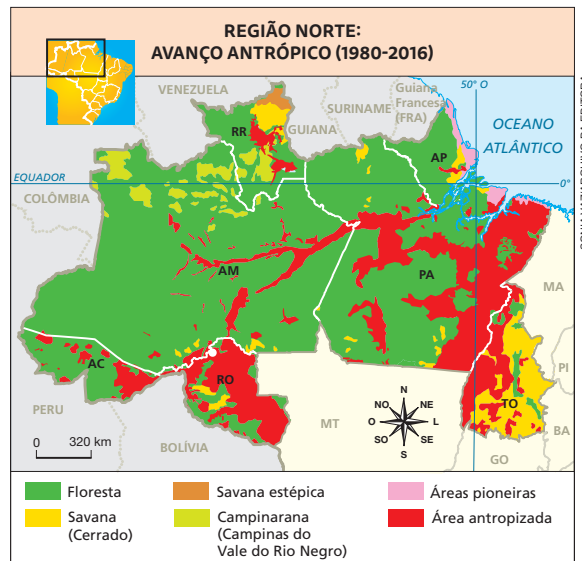 REGIÃO NORTE:
AVANÇO ANTRÓPICO (1980-2016)
VENEZUELA
SURINAME
Guiana
Francesa
(FRA)
50° O
OCEANO
ATLÂNTICO
GUIANA
RR
AP
EQUADOR
0°
COLÔMBIA
AM
PA
MA
AC
RO
TO
PI
PERU
BOLÍVIA
MT
BA
GO
N
NO
NE
O
L
SO
SE
S
0 320 km
Floresta
Savana
(Cerrado)
Savana estépica
Campinarana
(Campinas do
Vale do Rio Negro)
Áreas pioneiras
Área antropizada